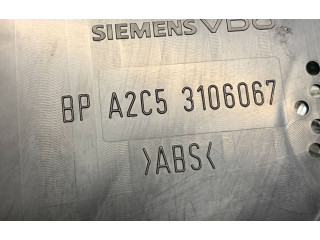 SIEMENS VDO
BP A2C5 3106067
>ABS<